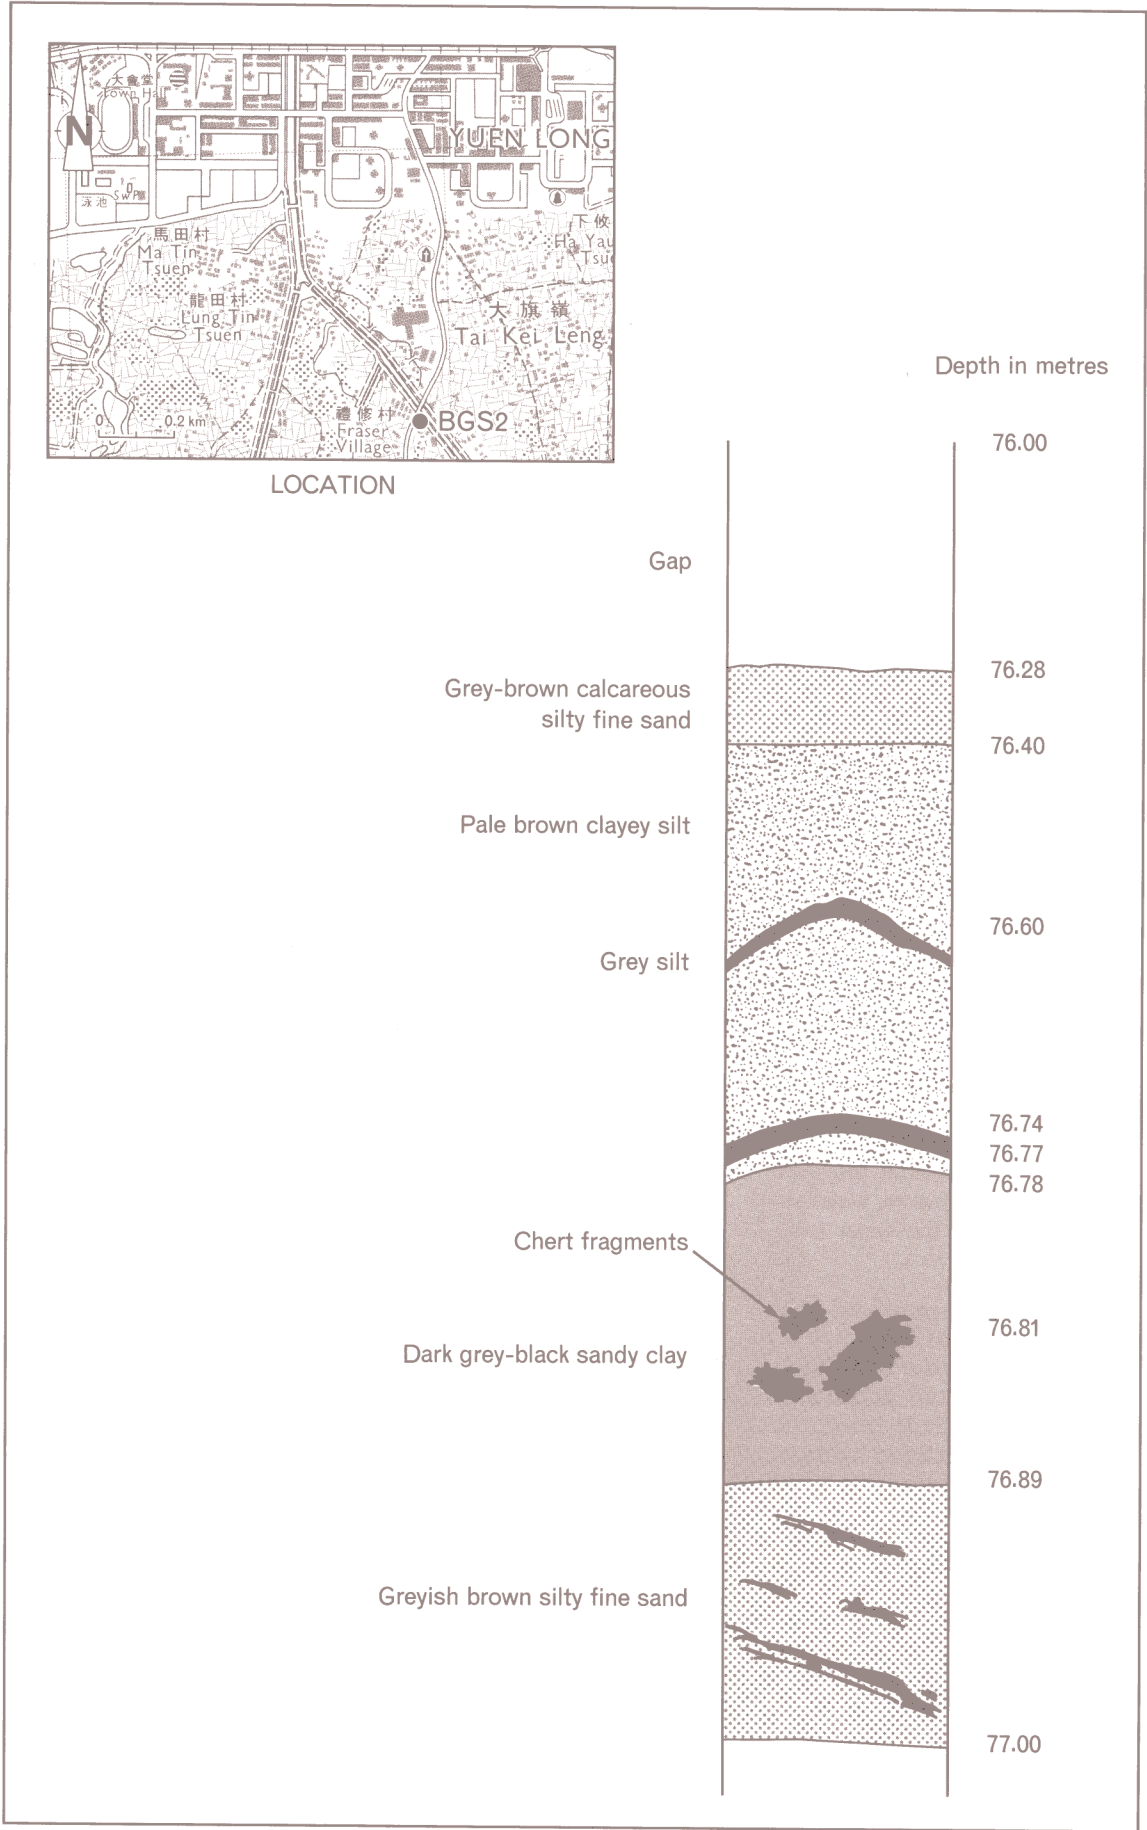 大會堂
Town Hall
N
YUEN LONG
泳池
SWP
馬田村
Ma Tin
Tsuen
下攸
Ha Yau
Tsue
龍田村
Lung Tin
Tsuen
大旗嶺
Tai Kei Leng
禮修村
Fraser
Village
0 0.2 km
BGS2
LOCATION
Depth in metres
76.00
Gap
76.28
Grey-brown calcareous
silty fine sand
76.40
Pale brown clayey silt
76.60
Grey silt
76.74
76.77
76.78
Chert fragments
76.81
Dark grey-black sandy clay
76.89
Greyish brown silty fine sand
77.00